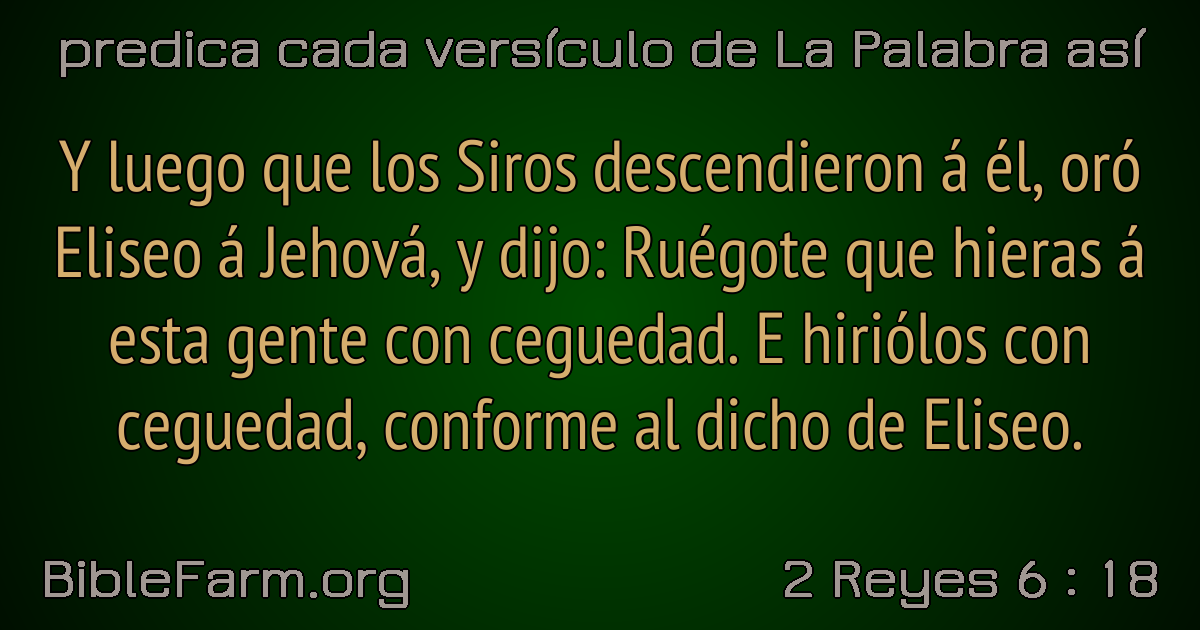 predica cada versículo de La Palabra así
Y luego que los Siros descendieron á él, oró
Eliseo á Jehová, y dijo: Ruégote que hieras á
esta gente con ceguedad. E hiriólos con
ceguedad, conforme al dicho de Eliseo.
BibleFarm.org
2 Reyes 6 : 18